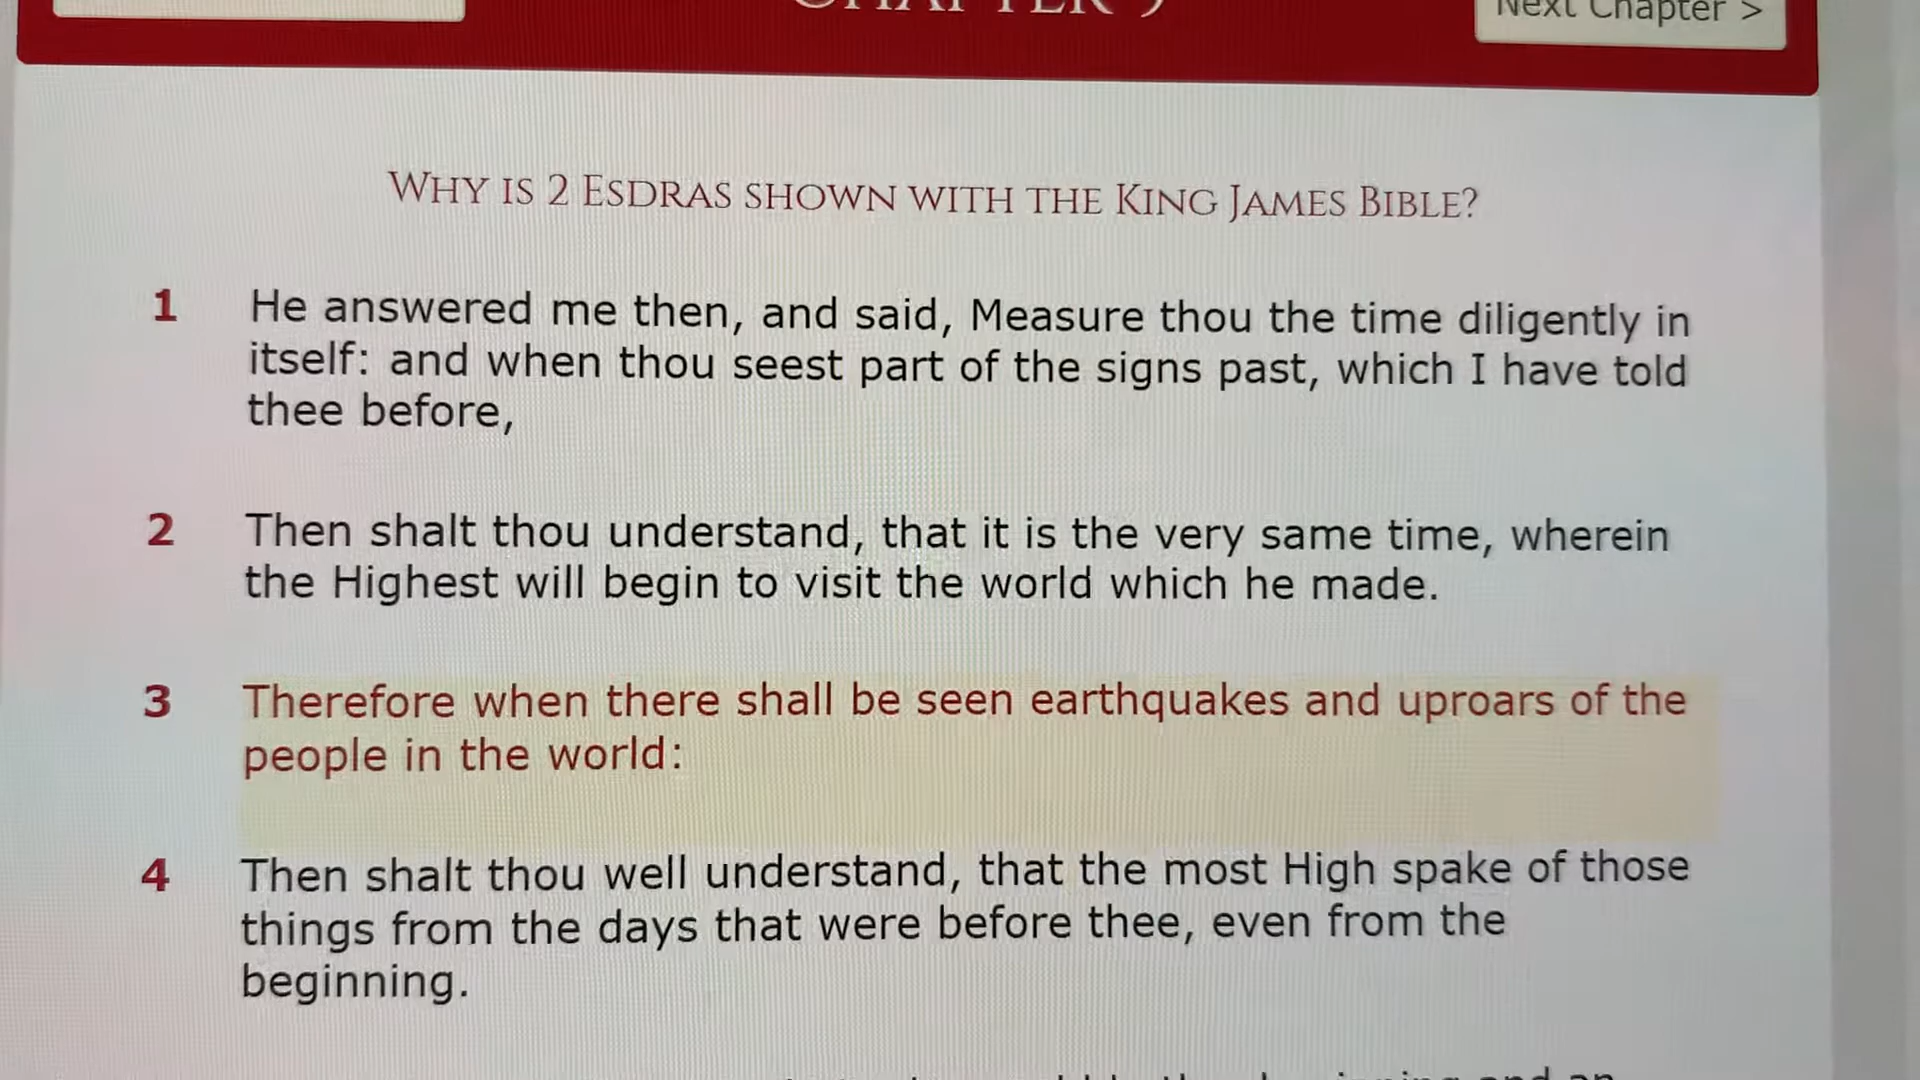 CHAPTER 9
Next Chapter >
WHY IS 2 ESDRAS SHOWN WITH THE KING JAMES BIBLE?
1 He answered me then, and said, Measure thou the time diligently in
itself: and when thou seest part of the signs past, which I have told
thee before,
2 Then shalt thou understand, that it is the very same time, wherein
the Highest will begin to visit the world which he made.
3 Therefore when there shall be seen earthquakes and uproars of the
people in the world:
4 Then shalt thou well understand, that the most High spake of those
things from the days that were before thee, even from the
beginning.